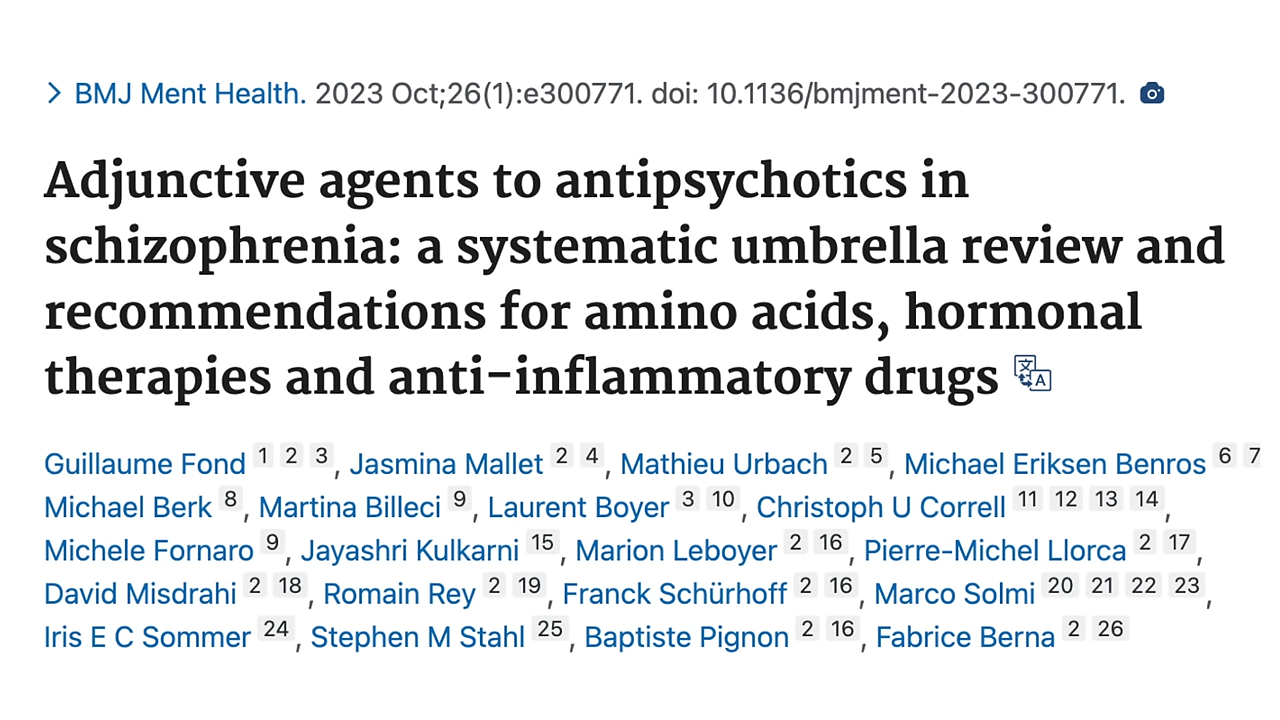 BMJ Ment Health. 2023 Oct;26(1):e300771. doi: 10.1136/bmjment-2023-300771.
Adjunctive agents to antipsychotics in
schizophrenia: a systematic umbrella review and
recommendations for amino acids, hormonal
therapies and anti-inflammatory drugs 文A
Guillaume Fond 1 2 3, Jasmina Mallet 2 4, Mathieu Urbach 2 5, Michael Eriksen Benros 6 7
Michael Berk 8, Martina Billeci 9, Laurent Boyer 3 10, Christoph U Correll 11 12 13 14,
Michele Fornaro 9, Jayashri Kulkarni 15, Marion Leboyer 2 16, Pierre-Michel Llorca 2 17,
David Misdrahi 2 18, Romain Rey 2 19, Franck Schürhoff 2 16, Marco Solmi 20 21 22 23,
Iris E C Sommer 24, Stephen M Stahl 25, Baptiste Pignon 2 16, Fabrice Berna 2 26